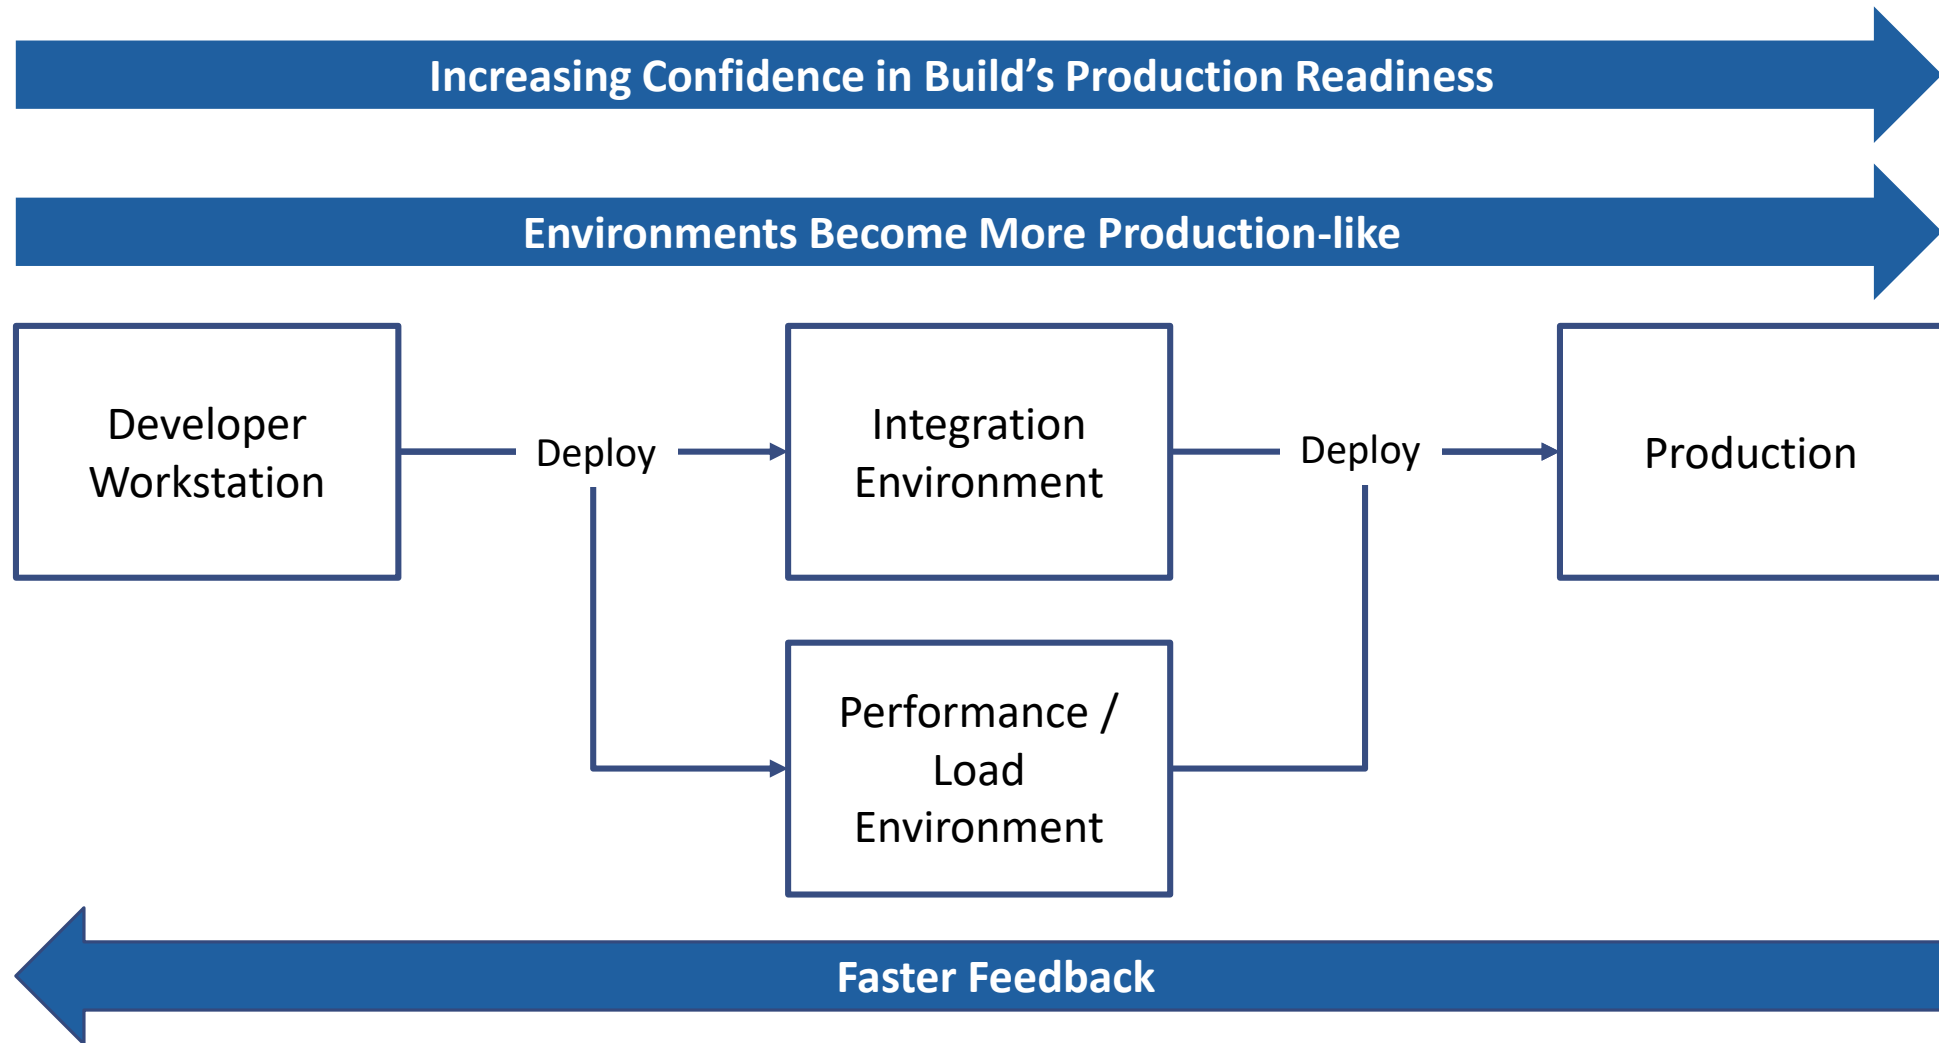 Increasing Confidence in Build’s Production Readiness
Environments Become More Production-like
Developer
Workstation
Deploy
Integration
Environment
Deploy
Production
Performance /
Load
Environment
Faster Feedback